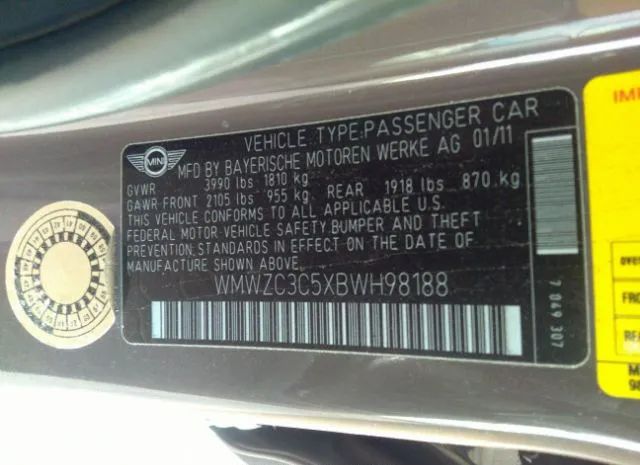 VEHICLE TYPE:PASSENGER CAR
MINI
MFD BY BAYERISCHE MOTOREN WERKE AG 01/11
GVWR 3990 lbs 1810 kg
GAWR FRONT 2105 lbs 955 kg REAR 1918 lbs 870 kg
THIS VEHICLE CONFORMS TO ALL APPLICABLE U.S.
FEDERAL MOTOR VEHICLE SAFETY BUMPER AND THEFT
PREVENTION STANDARDS IN EFFECT ON THE DATE OF
MANUFACTURE SHOWN ABOVE.
WMWZC3C5XBWH98188
7 049 307